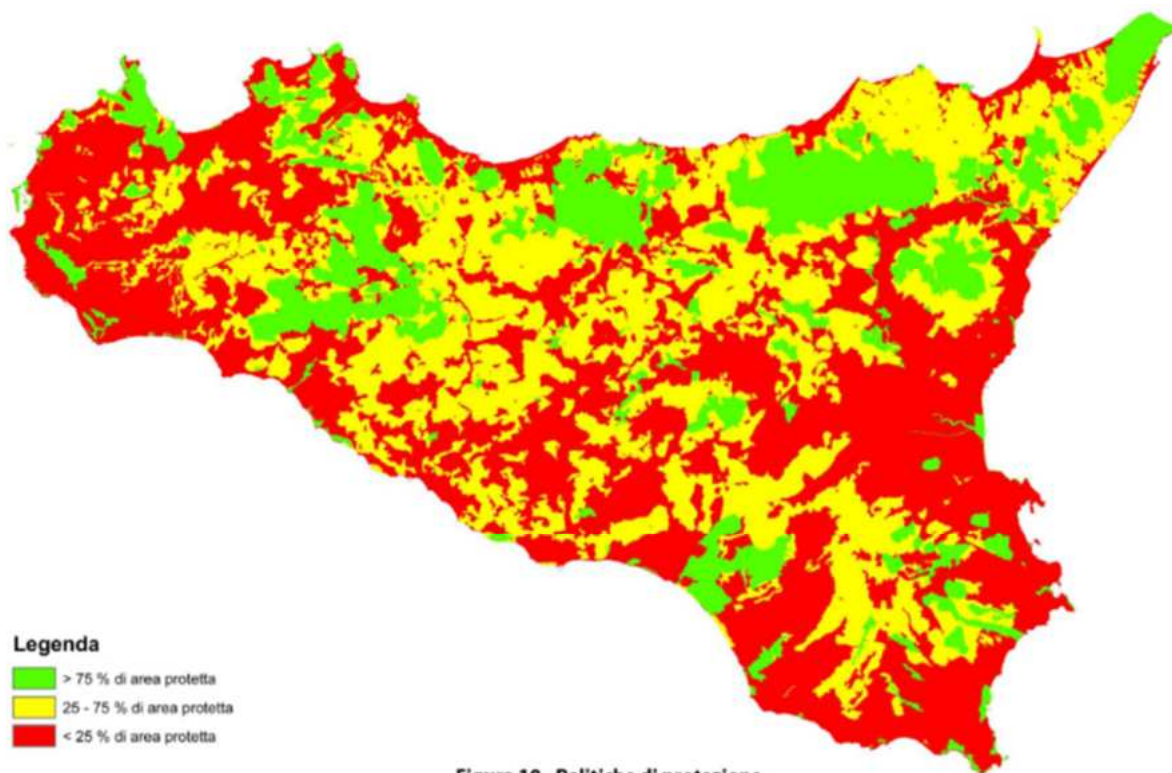 Legenda
> 75 % di area protetta
25 - 75 % di area protetta
< 25 % di area protetta